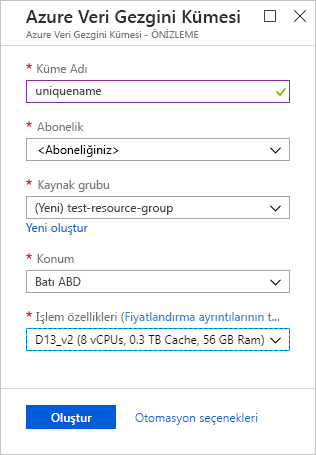 Azure Veri Gezgini Kümesi
Azure Veri Gezgini Kümesi - ÖNİZLEME
* Küme Adı
uniquename
* Abonelik
<Aboneliğiniz>
* Kaynak grubu
(Yeni) test-resource-group
Yeni oluştur
* Konum
Batı ABD
* İşlem özellikleri (Fiyatlandırma ayrıntılarının t...
D13_v2 (8 vCPUs, 0.3 TB Cache, 56 GB Ram)
Oluştur Otomasyon seçenekleri